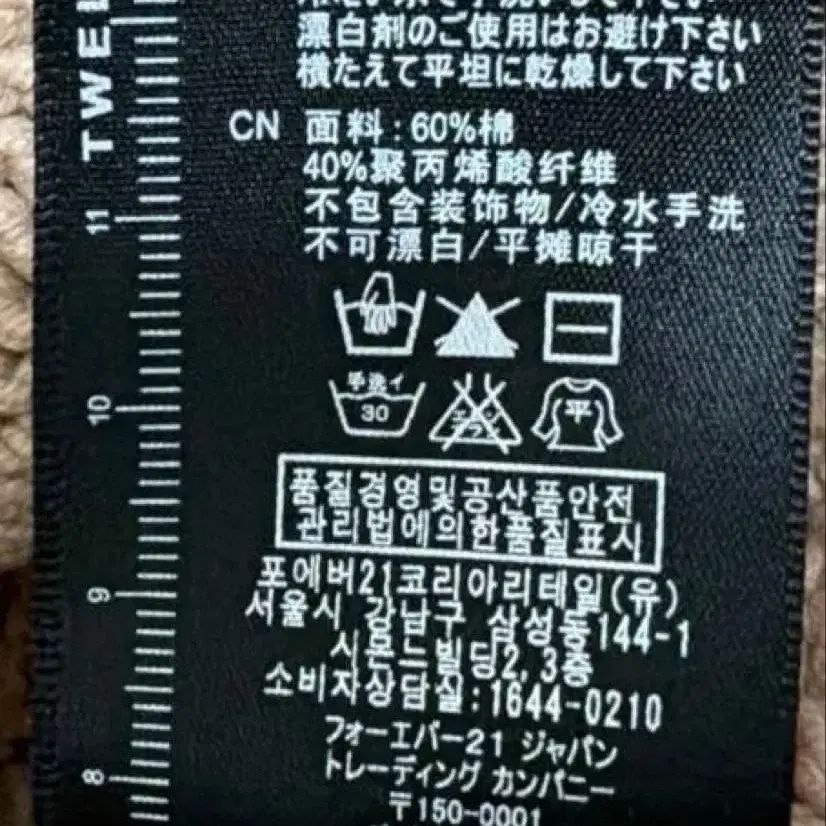 漂白剤のご使用はお避け下さい
横たえて平坦に乾燥して下さい
CN 面料:60%棉
40%聚丙烯酸纤维
不包含装饰物/冷水手洗
不可漂白/平摊晾干
手洗イ
30
平
품질경영및공산품안전
관리법에의한품질표시
포에버21코리아리테일(유)
서울시 강남구 삼성동144-1
시몬느빌딩2,3층
소비자상담실:1644-0210
フォーエバー21 ジャパン
トレーディング カンパニー
〒150-0001
TWEL
11
10
9
8